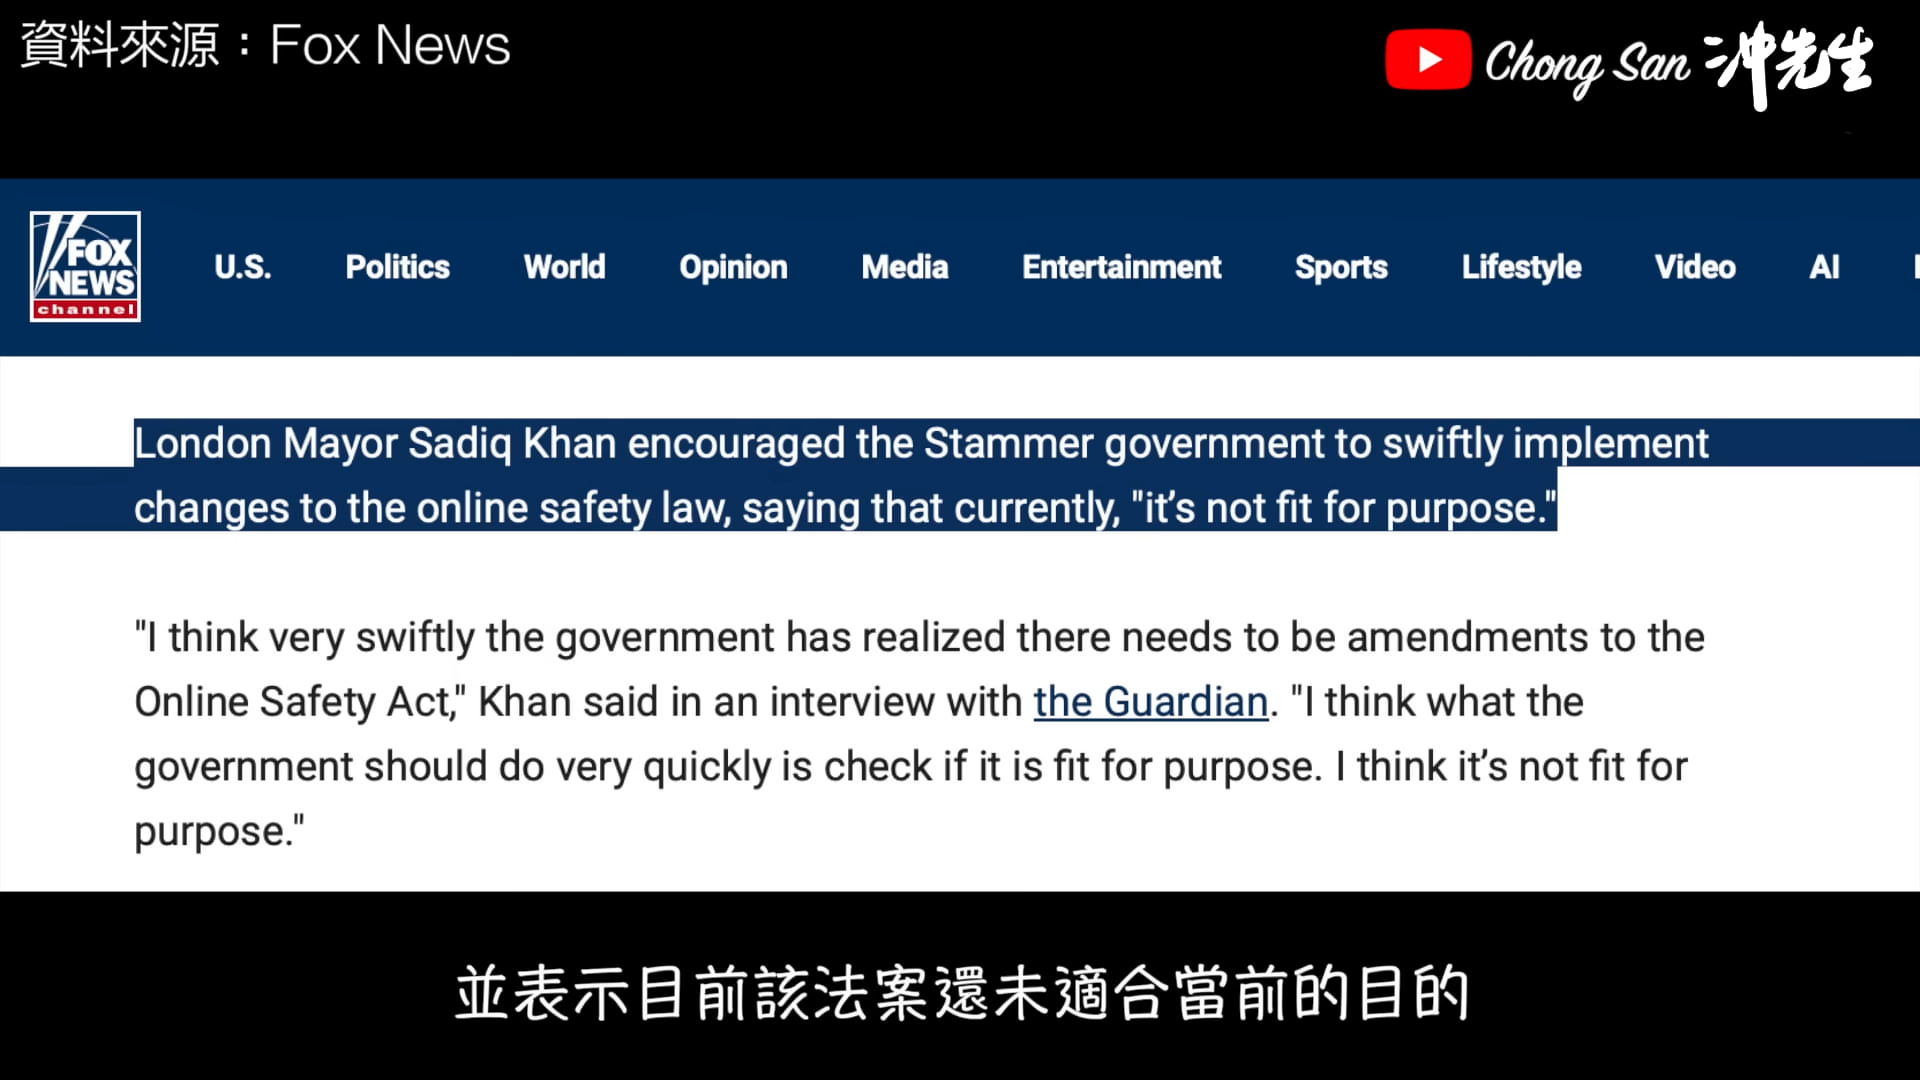 資料來源：Fox News
Chong San 沖先生
FOX
NEWS
channel
U.S. Politics World Opinion Media Entertainment Sports Lifestyle Video AI
London Mayor Sadiq Khan encouraged the Stammer government to swiftly implement
changes to the online safety law, saying that currently, "it’s not fit for purpose."
"I think very swiftly the government has realized there needs to be amendments to the
Online Safety Act," Khan said in an interview with the Guardian. "I think what the
government should do very quickly is check if it is fit for purpose. I think it’s not fit for
purpose."
並表示目前該法案還未適合當前的目的